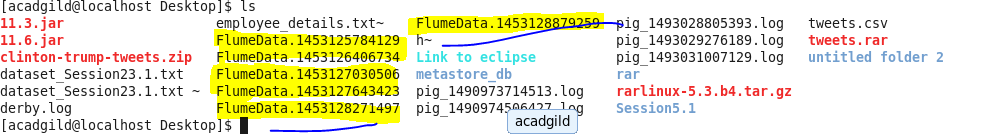 [acadgild@localhost Desktop]$ ls
11.3.jar employee_details.txt~ FlumeData.1453128879259 pig_1493028805393.log tweets.csv
11.6.jar FlumeData.1453125784129 h~ pig_1493029276189.log tweets.rar
clinton-trump-tweets.zip FlumeData.1453126406734 Link to eclipse pig_1493031007129.log untitled folder 2
dataset_Session23.1.txt FlumeData.1453127030506 metastore_db rar
dataset_Session23.1.txt ~ FlumeData.1453127643423 pig_1490973714513.log rarlinux-5.3.b4.tar.gz
derby.log FlumeData.1453128271497 pig_1490974506427.log Session5.1
[acadgild@localhost Desktop]$
acadgild